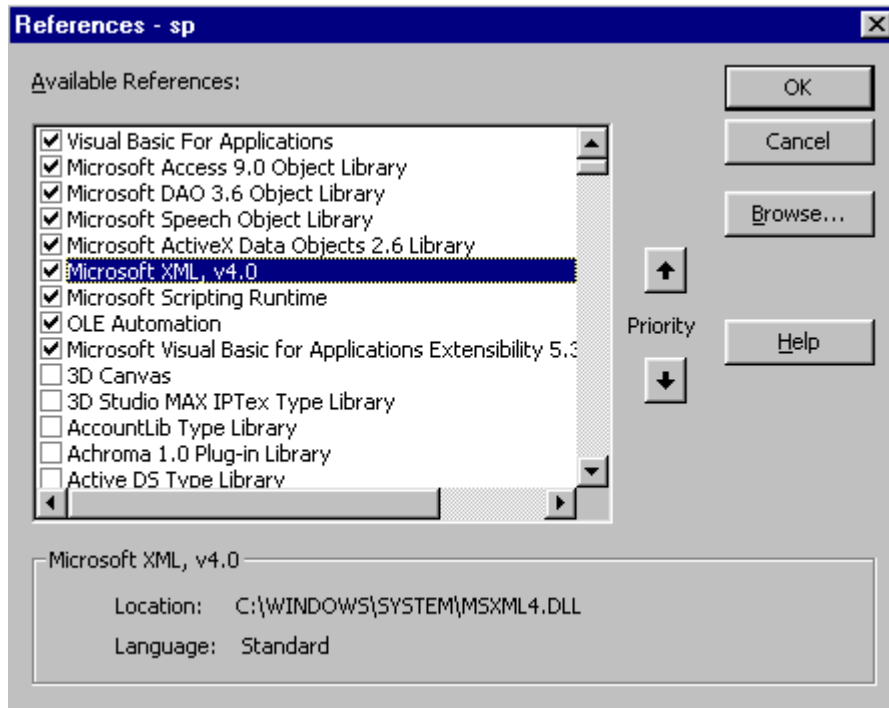 References - sp
Available References:
Visual Basic For Applications
Microsoft Access 9.0 Object Library
Microsoft DAO 3.6 Object Library
Microsoft Speech Object Library
Microsoft ActiveX Data Objects 2.6 Library
Microsoft XML, v4.0
Microsoft Scripting Runtime
OLE Automation
Microsoft Visual Basic for Applications Extensibility 5.3
3D Canvas
3D Studio MAX IPTex Type Library
AccountLib Type Library
Achroma 1.0 Plug-in Library
Active DS Type Library
OK
Cancel
Browse...
Priority
Help
Microsoft XML, v4.0
Location: C:\WINDOWS\SYSTEM\MSXML4.DLL
Language: Standard